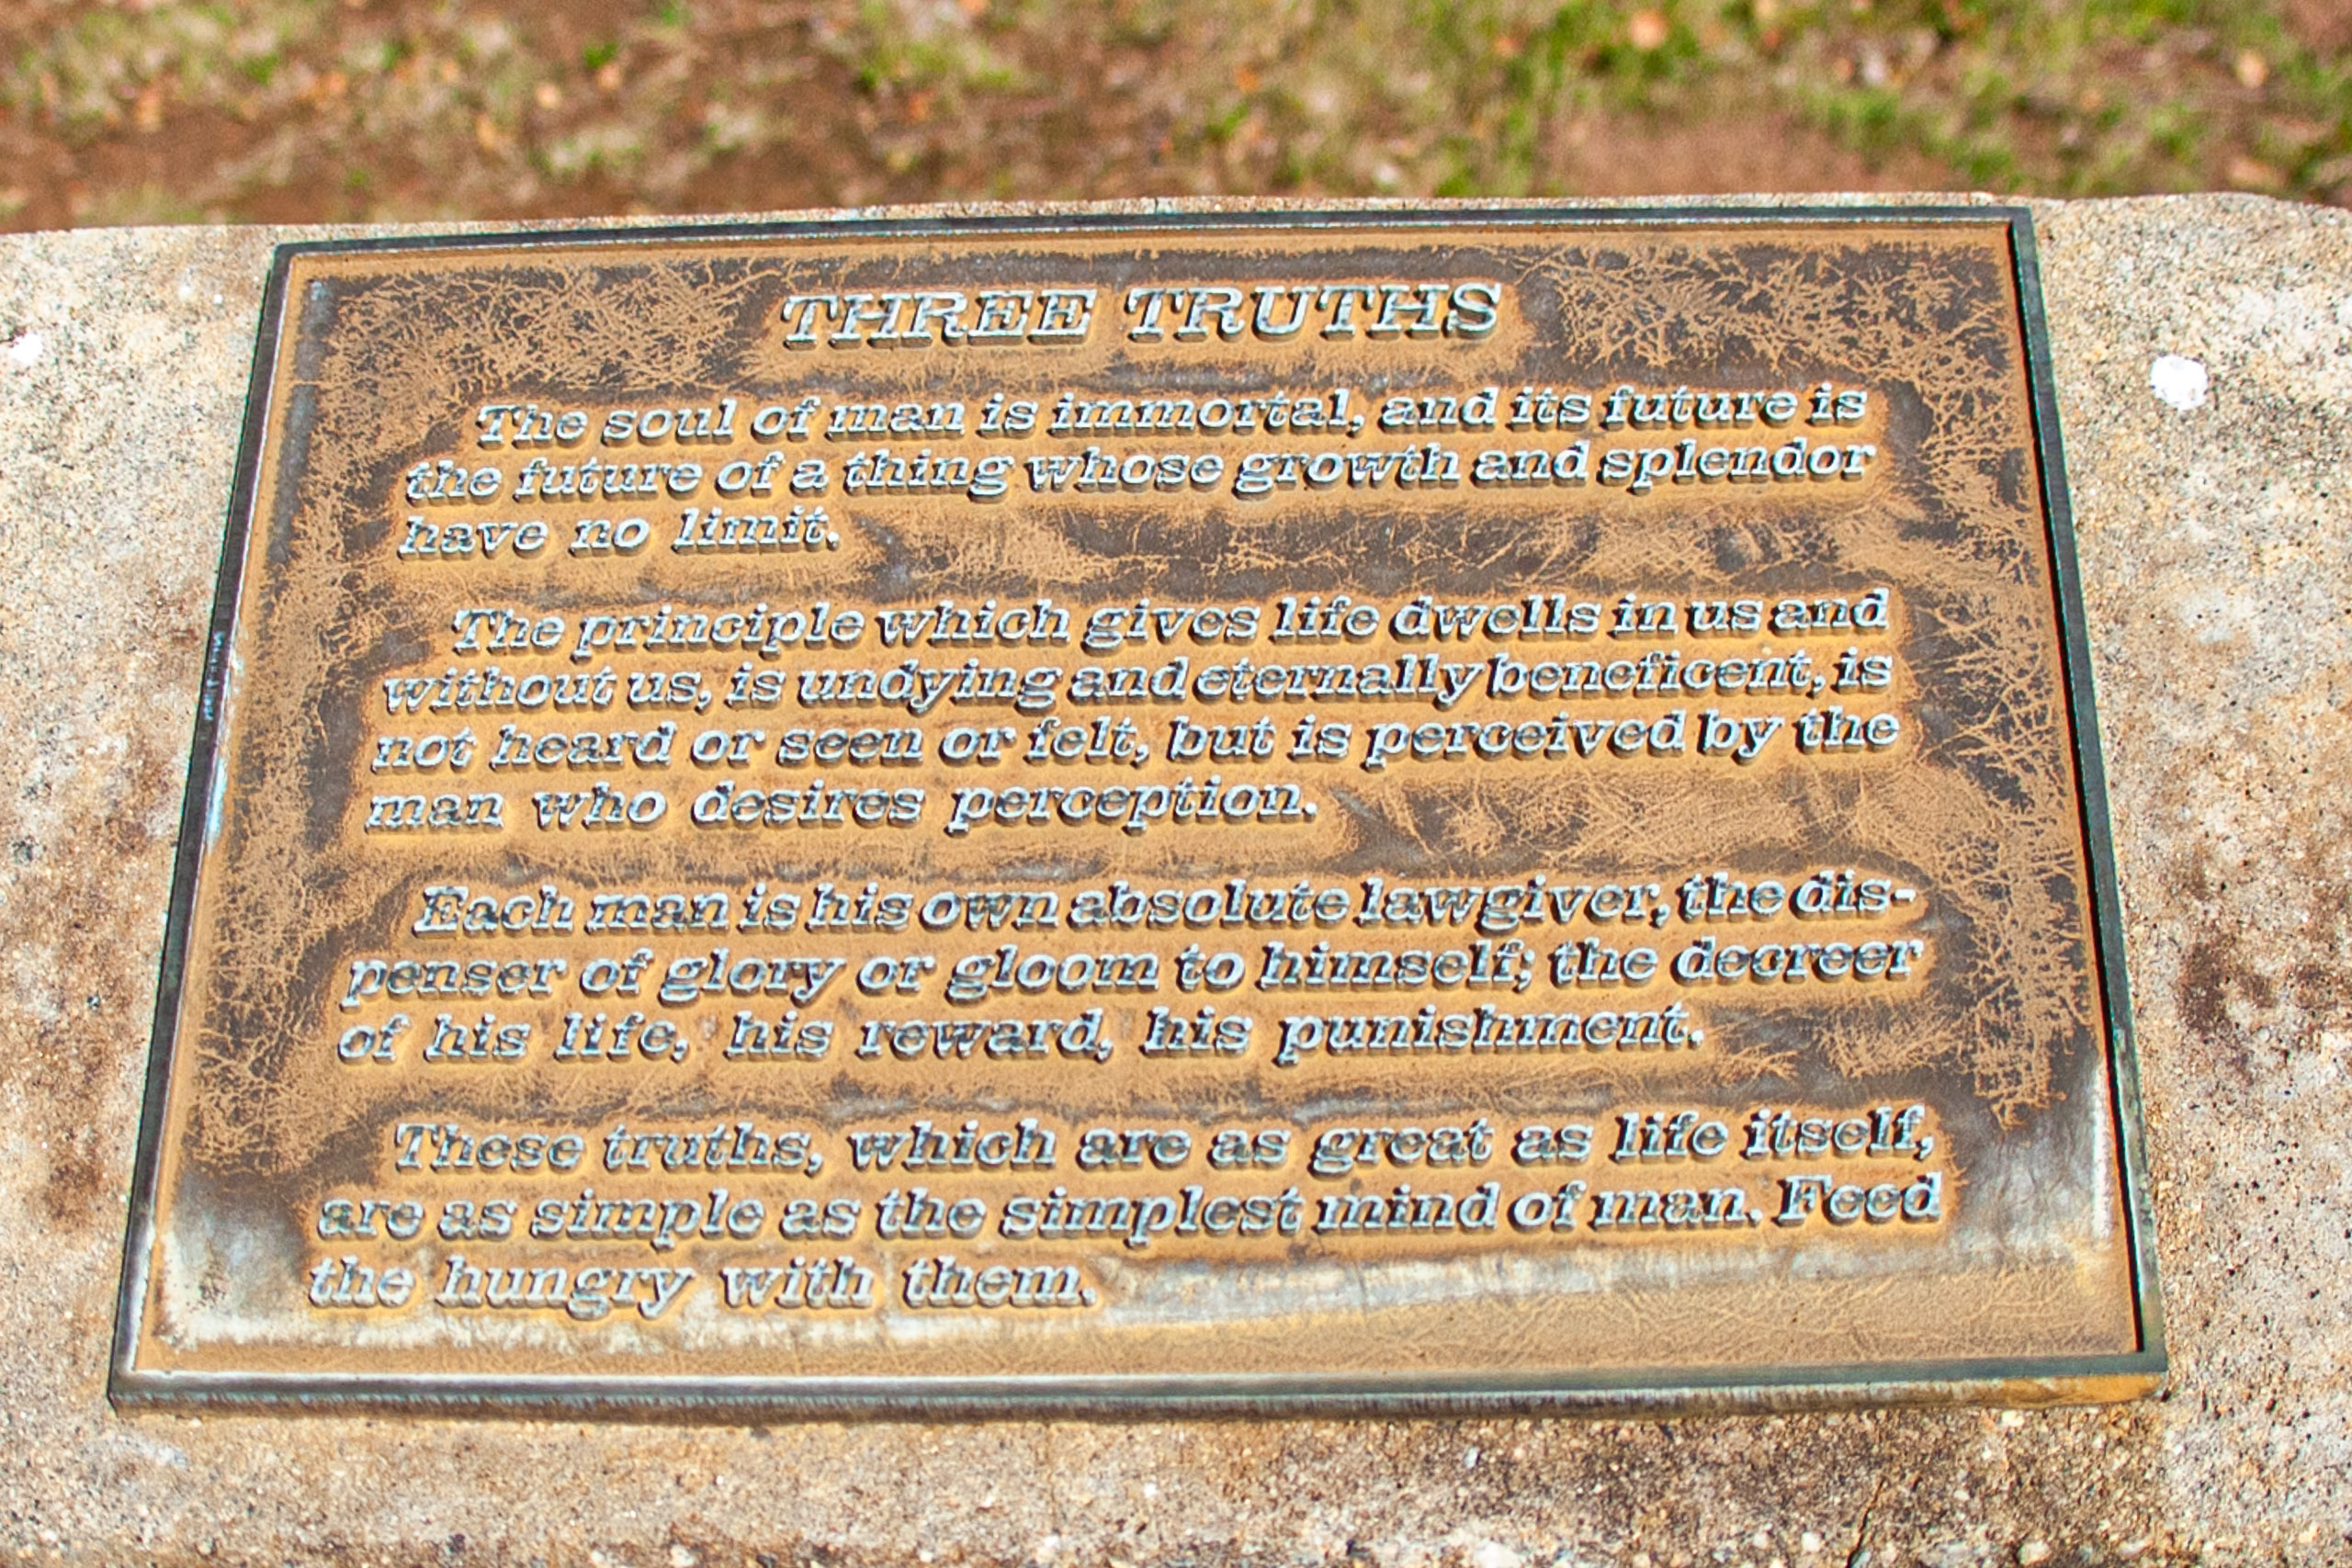 THREE TRUTHS
The soul of man is immortal, and its future is
the future of a thing whose growth and splendor
have no limit.
The principle which gives life dwells in us and
without us, is undying and eternally beneficent, is
not heard or seen or felt, but is perceived by the
man who desires perception.
Each man is his own absolute lawgiver, the dis-
penser of glory or gloom to himself; the decreer
of his life, his reward, his punishment.
These truths, which are as great as life itself,
are as simple as the simplest mind of man. Feed
the hungry with them.